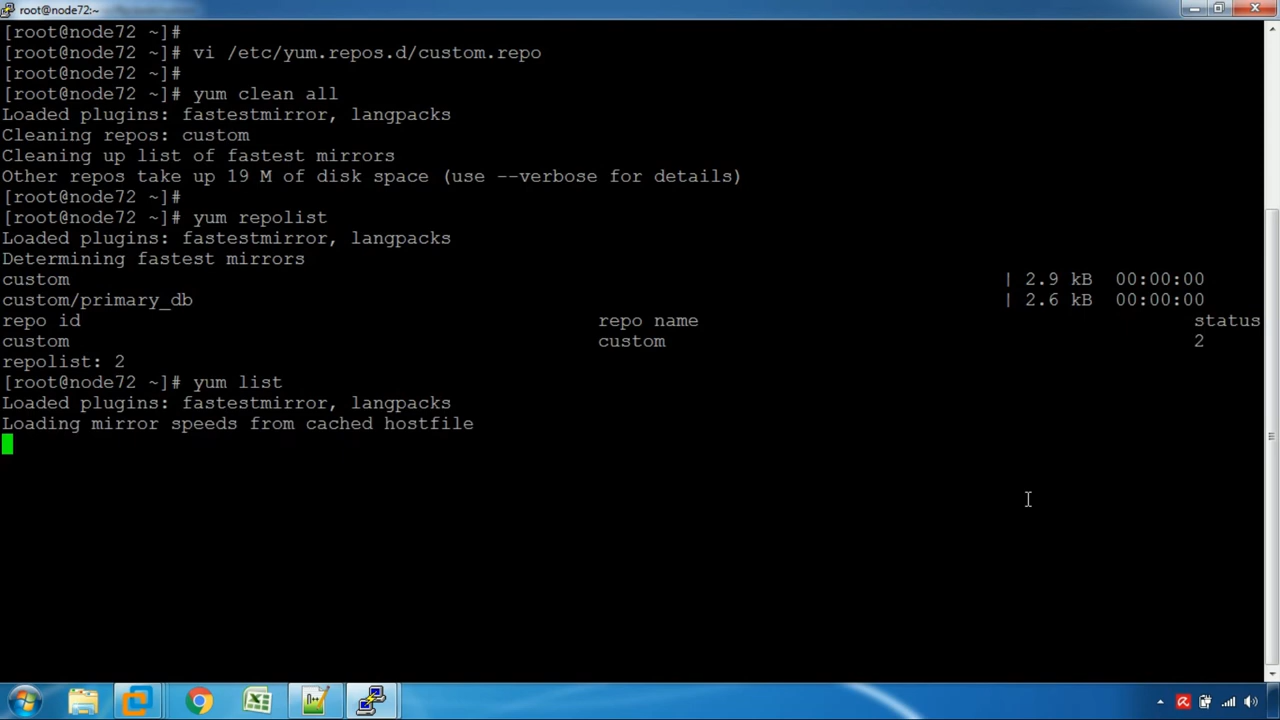 root@node72:~
[root@node72 ~]#
[root@node72 ~]# vi /etc/yum.repos.d/custom.repo
[root@node72 ~]#
[root@node72 ~]# yum clean all
Loaded plugins: fastestmirror, langpacks
Cleaning repos: custom
Cleaning up list of fastest mirrors
Other repos take up 19 M of disk space (use --verbose for details)
[root@node72 ~]#
[root@node72 ~]# yum repolist
Loaded plugins: fastestmirror, langpacks
Determining fastest mirrors
custom | 2.9 kB 00:00:00
custom/primary_db | 2.6 kB 00:00:00
repo id repo name status
custom custom 2
repolist: 2
[root@node72 ~]# yum list
Loaded plugins: fastestmirror, langpacks
Loading mirror speeds from cached hostfile